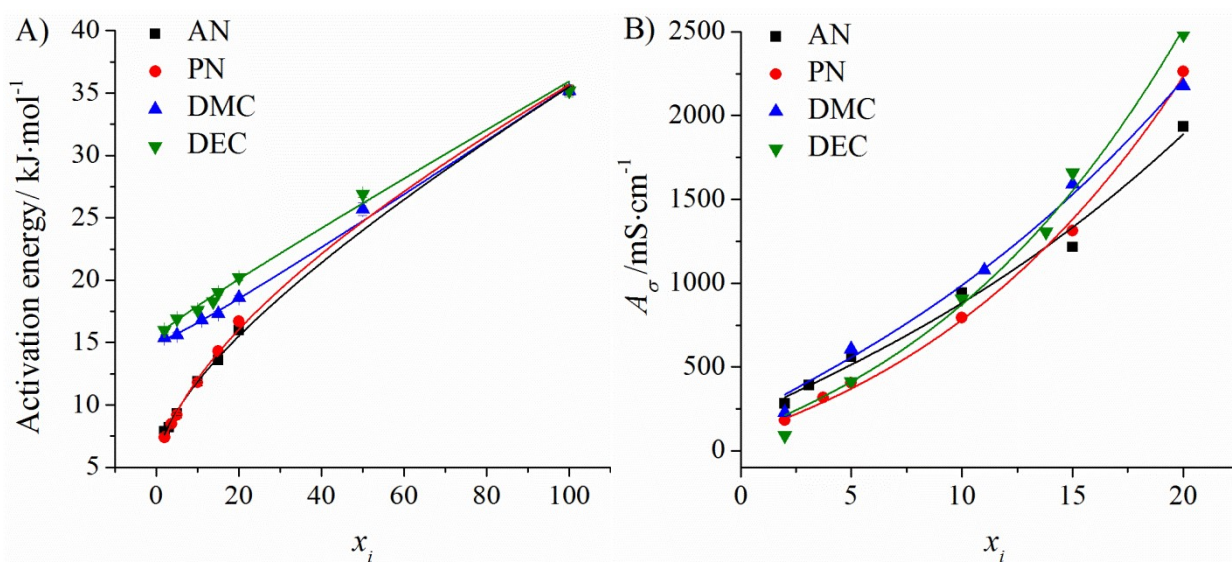 A)
AN
PN
DMC
DEC
Activation energy/ kJ·mol⁻¹
40
35
30
25
20
15
10
5
0 20 40 60 80 100
xᵢ
B)
AN
PN
DMC
DEC
A_σ /mS·cm⁻¹
2500
2000
1500
1000
500
0
0 5 10 15 20
xᵢ